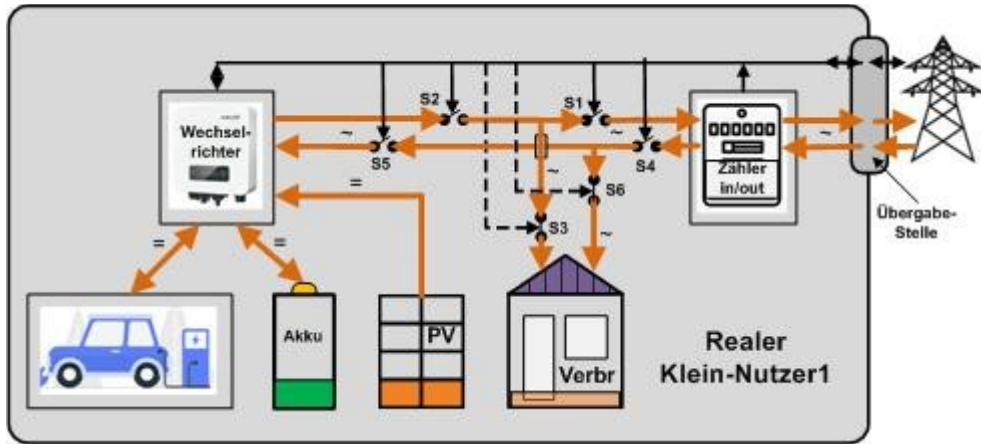 S2
S1
Wechsel-
richter
~
~
~
S5
S4
=
~
S6
Zähler
in/out
Übergabe-
Stelle
S3
~
=
=
Akku
PV
Verbr
Realer
Klein-Nutzer1